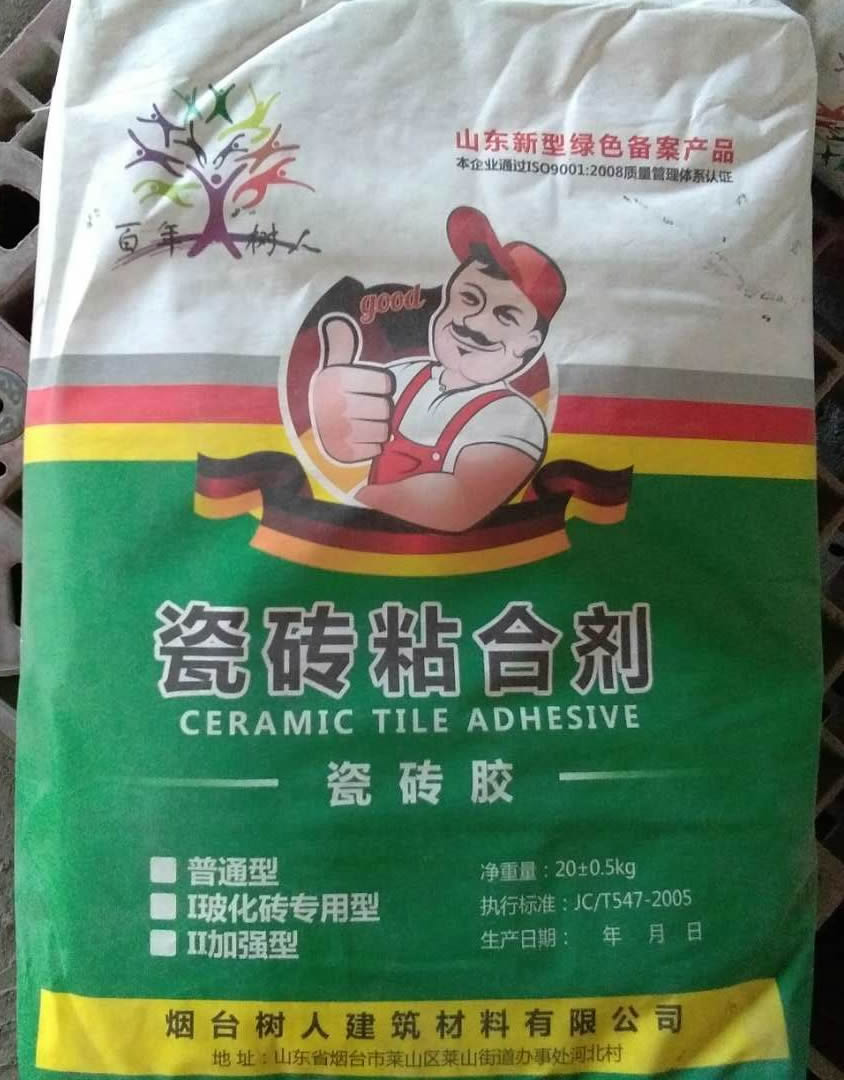 百年树人
山东新型绿色备案产品
本企业通过ISO9001:2008质量管理体系认证
good
瓷砖粘合剂
CERAMIC TILE ADHESIVE
瓷砖胶
普通型
I玻化砖专用型
II加强型
净重量：20±0.5kg
执行标准：JC/T547-2005
生产日期： 年 月 日
烟台树人建筑材料有限公司
地址：山东省烟台市莱山区莱山街道办事处河北村